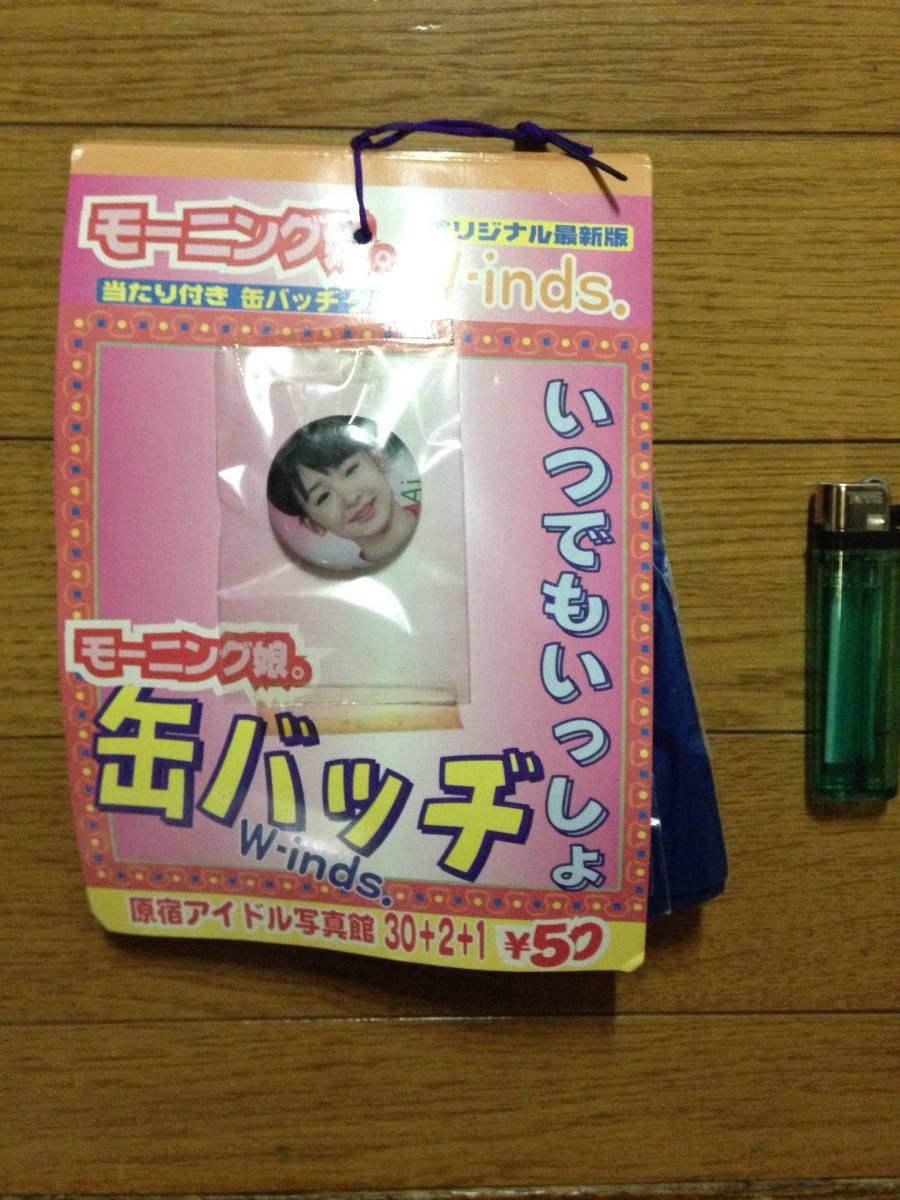 モーニング娘。
オリジナル最新版
当たり付き 缶バッチ
W-inds.
Ai
いつでもいっしょ
モーニング娘。
缶バッヂ
W-inds.
原宿アイドル写真館 30+2+1 ¥50